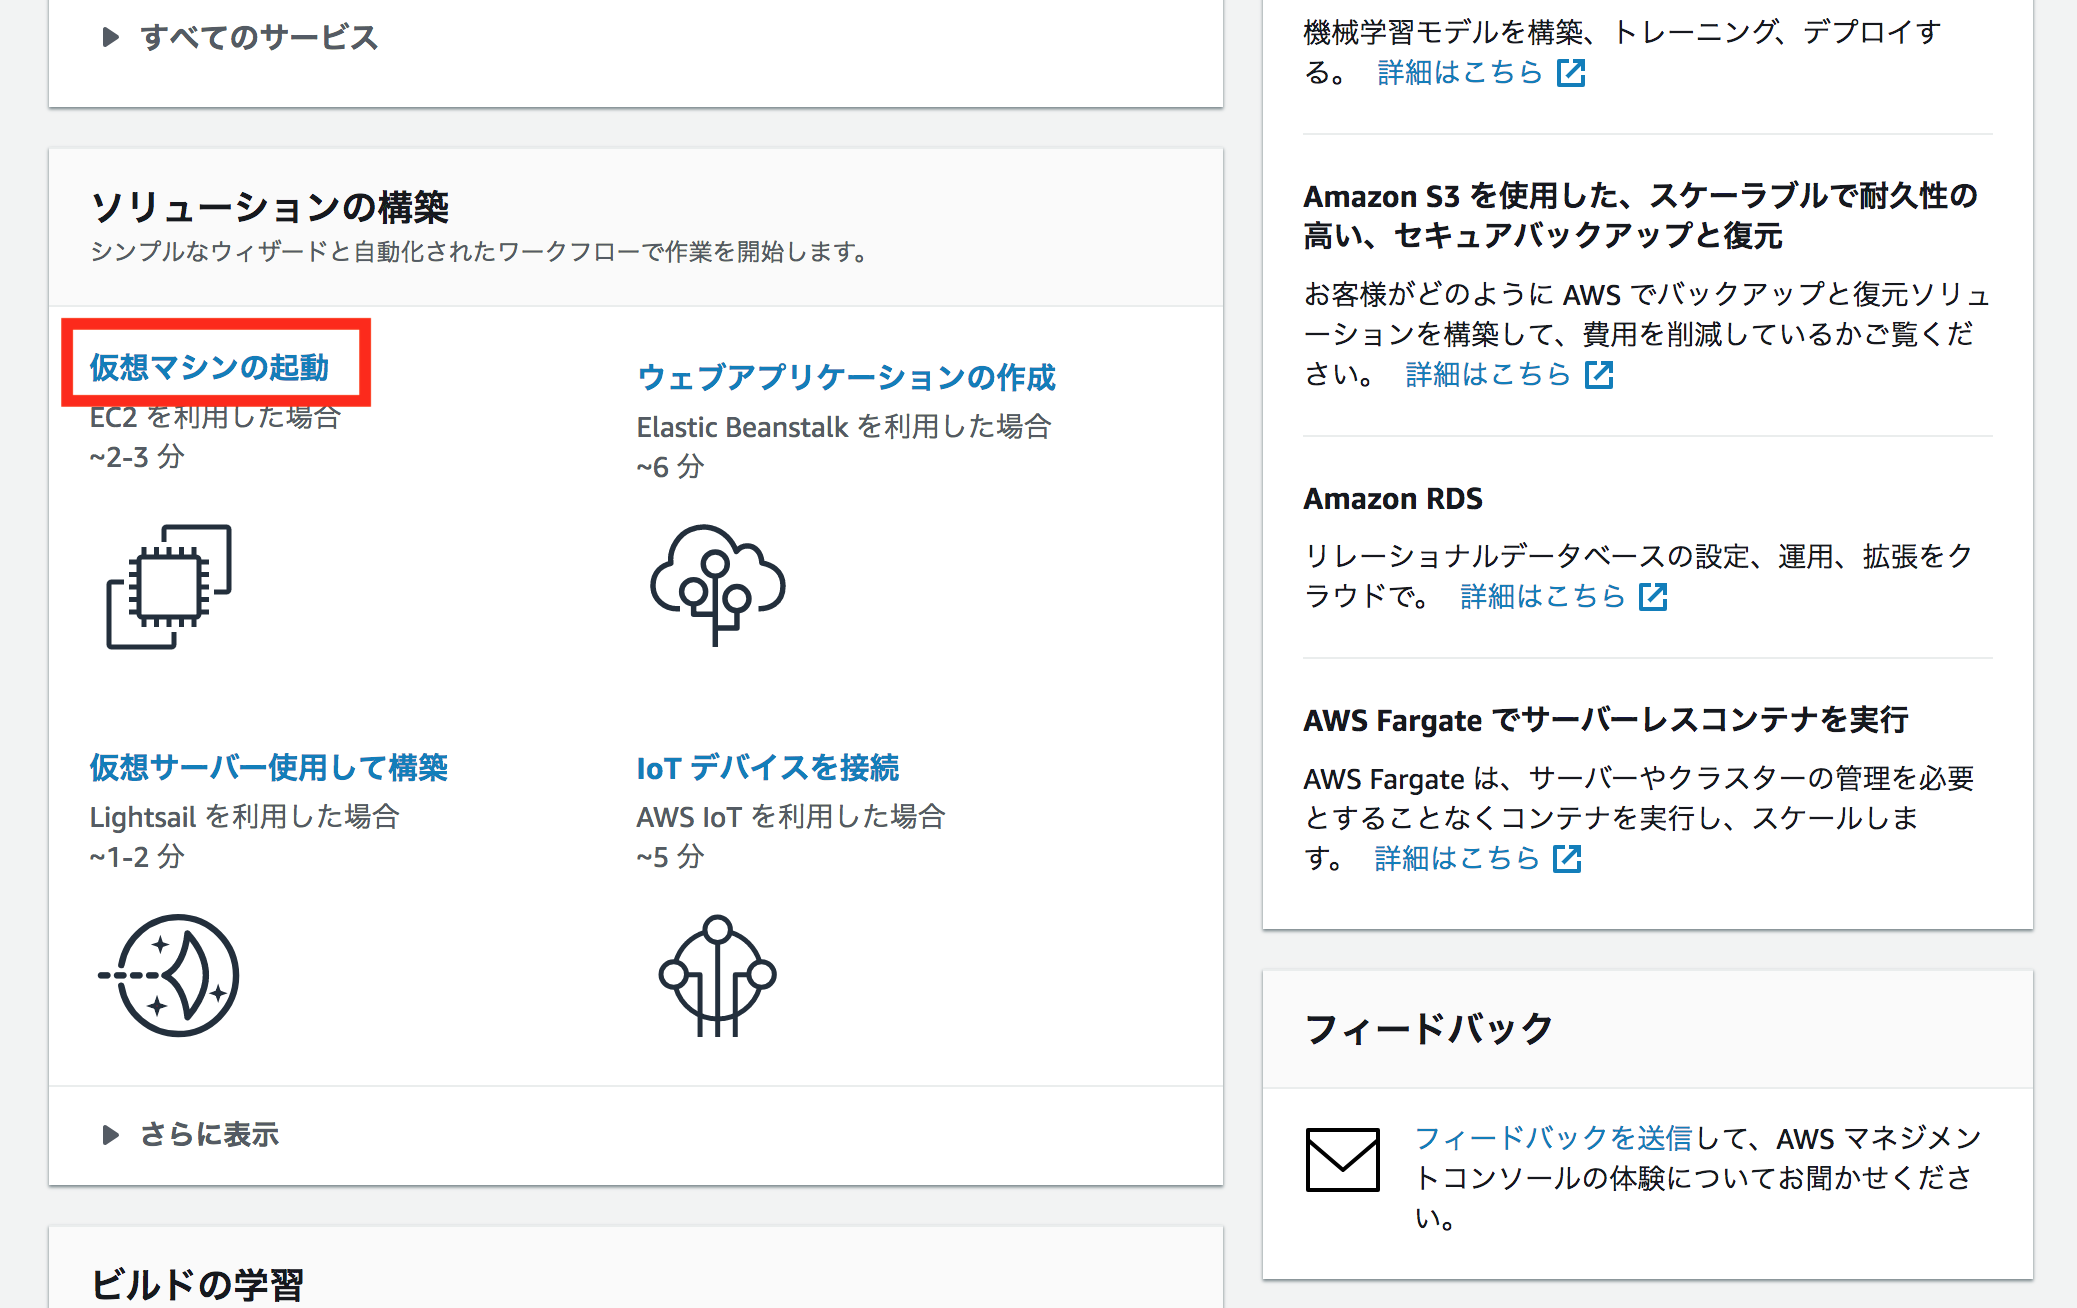 すべてのサービス
ソリューションの構築
シンプルなウィザードと自動化されたワークフローで作業を開始します。
仮想マシンの起動
EC2 を利用した場合
~2-3 分
ウェブアプリケーションの作成
Elastic Beanstalk を利用した場合
~6 分
仮想サーバー使用して構築
Lightsail を利用した場合
~1-2 分
IoT デバイスを接続
AWS IoT を利用した場合
~5 分
さらに表示
ビルドの学習
機械学習モデルを構築、トレーニング、デプロイす
る。 詳細はこちら
Amazon S3 を使用した、スケーラブルで耐久性の
高い、セキュアバックアップと復元
お客様がどのように AWS でバックアップと復元ソリュ
ーションを構築して、費用を削減しているかご覧くだ
さい。 詳細はこちら
Amazon RDS
リレーショナルデータベースの設定、運用、拡張をク
ラウドで。 詳細はこちら
AWS Fargate でサーバーレスコンテナを実行
AWS Fargate は、サーバーやクラスターの管理を必要
とすることなくコンテナを実行し、スケールしま
す。 詳細はこちら
フィードバック
フィードバックを送信して、AWS マネジメン
トコンソールの体験についてお聞かせくださ
い。